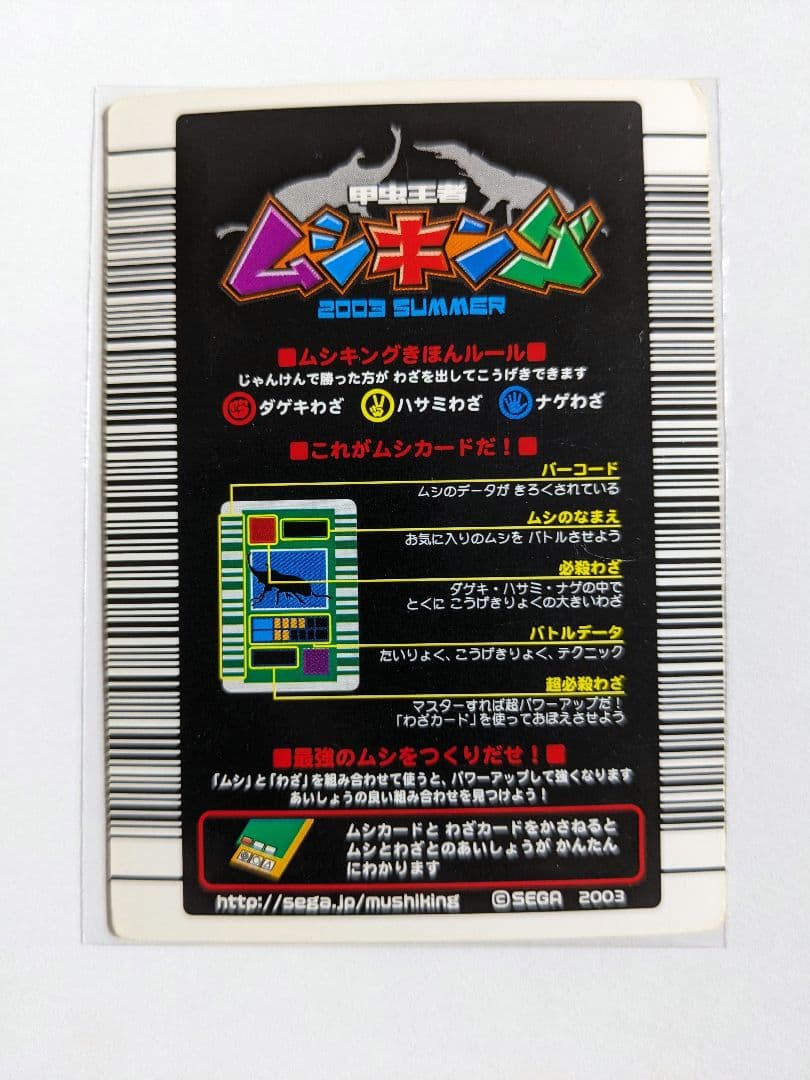 甲虫王者
ムシキング
2003 SUMMER
■ムシキングきほんルール■
じゃんけんで勝った方が わざを出してこうげきできます
ダゲキわざ ハサミわざ ナゲわざ
■これがムシカードだ!■
バーコード
ムシのデータが きろくされている
ムシのなまえ
お気に入りのムシを バトルさせよう
必殺わざ
ダゲキ・ハサミ・ナゲの中で
とくに こうげきりょくの大きいわざ
バトルデータ
たいりょく、こうげきりょく、テクニック
超必殺わざ
マスターすれば超パワーアップだ!
「わざカード」を使っておぼえさせよう
■最強のムシをつくりだせ!■
「ムシ」と「わざ」を組み合わせて使うと、パワーアップして強くなります
あいしょうの良い組み合わせを見つけよう!
ムシカードと わざカードをかさねると
ムシとわざとのあいしょうが かんたん
にわかります
http://sega.jp/mushiking ©SEGA 2003